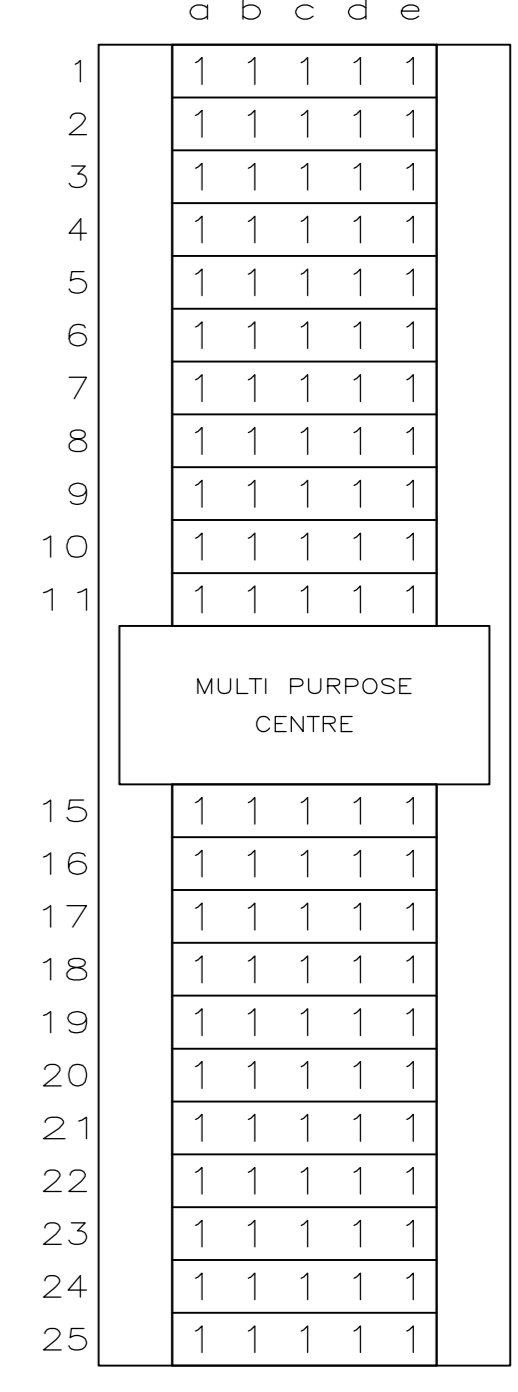 a b c d e
1 1 1 1 1 1
2 1 1 1 1 1
3 1 1 1 1 1
4 1 1 1 1 1
5 1 1 1 1 1
6 1 1 1 1 1
7 1 1 1 1 1
8 1 1 1 1 1
9 1 1 1 1 1
10 1 1 1 1 1
11 1 1 1 1 1
MULTI PURPOSE
CENTRE
15 1 1 1 1 1
16 1 1 1 1 1
17 1 1 1 1 1
18 1 1 1 1 1
19 1 1 1 1 1
20 1 1 1 1 1
21 1 1 1 1 1
22 1 1 1 1 1
23 1 1 1 1 1
24 1 1 1 1 1
25 1 1 1 1 1